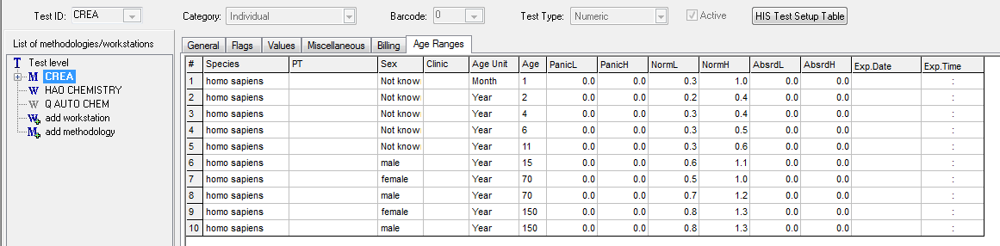 Test ID: CREA Category: Individual Barcode: 0 Test Type: Numeric Active HIS Test Setup Table
List of methodologies/workstations
T Test level
M CREA
W HAO CHEMISTRY
W Q AUTO CHEM
W add workstation
M add methodology
General Flags Values Miscellaneous Billing Age Ranges
# Species PT Sex Clinic Age Unit Age PanicL PanicH NormL NormH AbsrdL AbsrdH Exp.Date Exp.Time
1 homo sapiens Not know Month 1 0.0 0.0 0.3 1.0 0.0 0.0 :
2 homo sapiens Not know Year 2 0.0 0.0 0.2 0.4 0.0 0.0 :
3 homo sapiens Not know Year 4 0.0 0.0 0.3 0.4 0.0 0.0 :
4 homo sapiens Not know Year 6 0.0 0.0 0.3 0.5 0.0 0.0 :
5 homo sapiens Not know Year 11 0.0 0.0 0.3 0.6 0.0 0.0 :
6 homo sapiens male Year 15 0.0 0.0 0.6 1.1 0.0 0.0 :
7 homo sapiens female Year 70 0.0 0.0 0.5 1.0 0.0 0.0 :
8 homo sapiens male Year 70 0.0 0.0 0.7 1.2 0.0 0.0 :
9 homo sapiens female Year 150 0.0 0.0 0.8 1.3 0.0 0.0 :
10 homo sapiens male Year 150 0.0 0.0 0.8 1.3 0.0 0.0 :